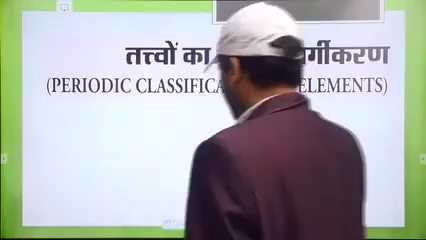 तत्त्वों का र्गीकरण
(PERIODIC CLASSIFICA ELEMENTS)